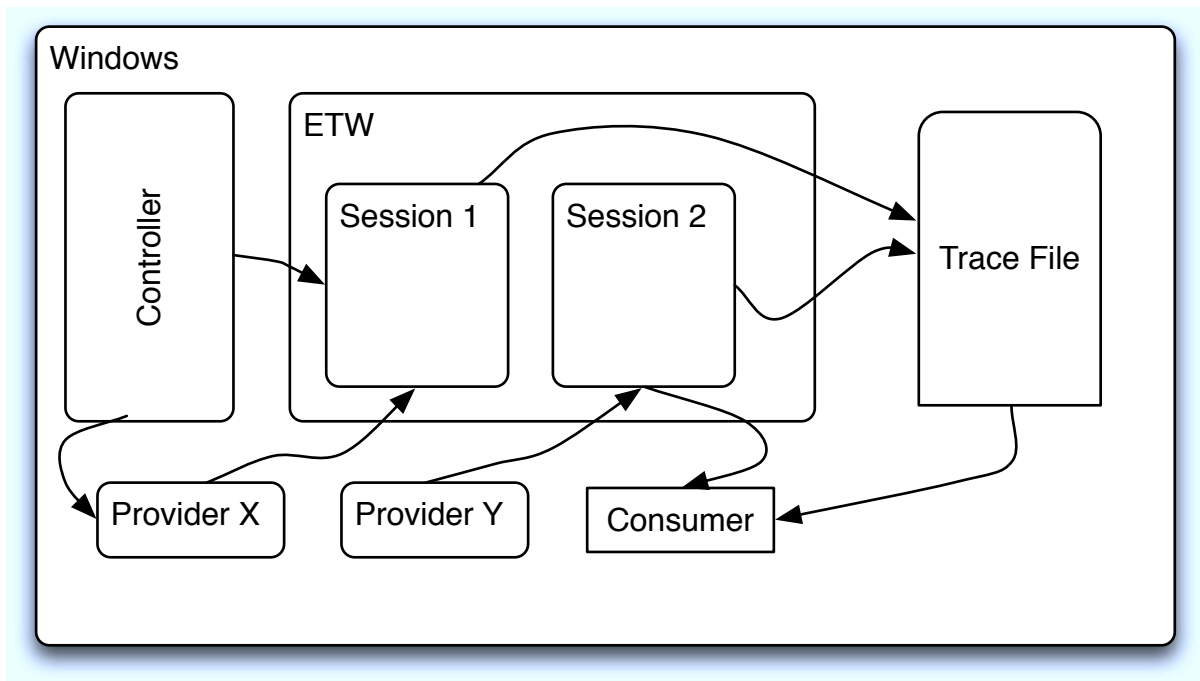 Windows
Controller
ETW
Session 1
Session 2
Trace File
Provider X
Provider Y
Consumer